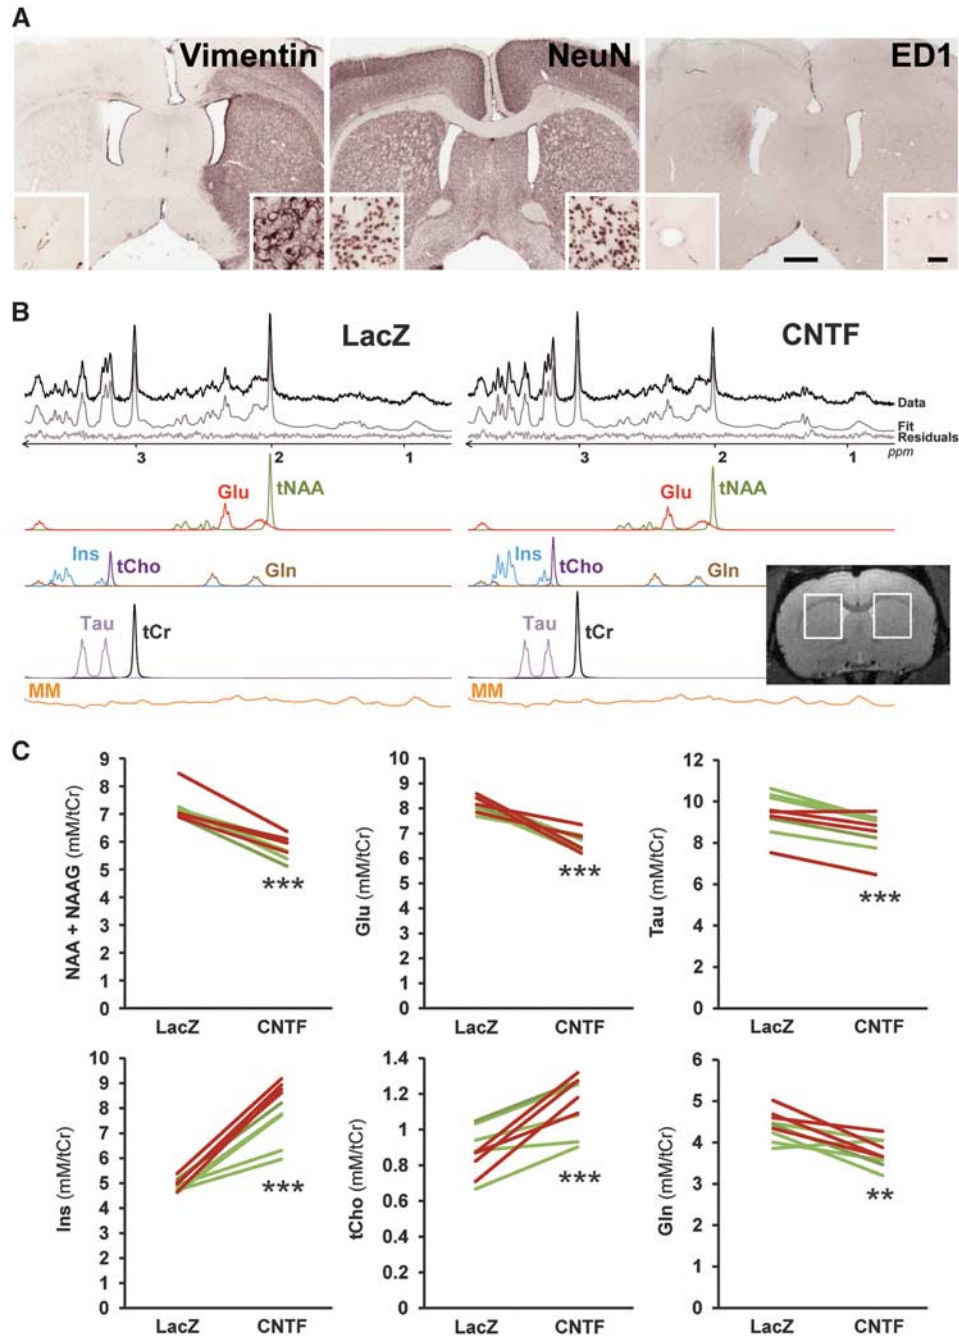 A
Vimentin
NeuN
ED1
B
LacZ
CNTF
Data
Fit
Residuals
3
2
1
3
2
1
ppm
Glu
tNAA
Glu
tNAA
Ins
tCho
Gln
Ins
tCho
Gln
Tau
tCr
Tau
tCr
MM
MM
C
NAA + NAAG (mM/tCr)
9
8
7
6
5
4
3
2
1
0
LacZ
CNTF
***
Glu (mM/tCr)
10
9
8
7
6
5
4
3
2
1
0
LacZ
CNTF
***
Tau (mM/tCr)
12
10
8
6
4
2
0
LacZ
CNTF
***
Ins (mM/tCr)
10
9
8
7
6
5
4
3
2
1
0
LacZ
CNTF
***
tCho (mM/tCr)
1.4
1.2
1
0.8
0.6
0.4
0.2
0
LacZ
CNTF
***
Gln (mM/tCr)
6
5
4
3
2
1
0
LacZ
CNTF
**